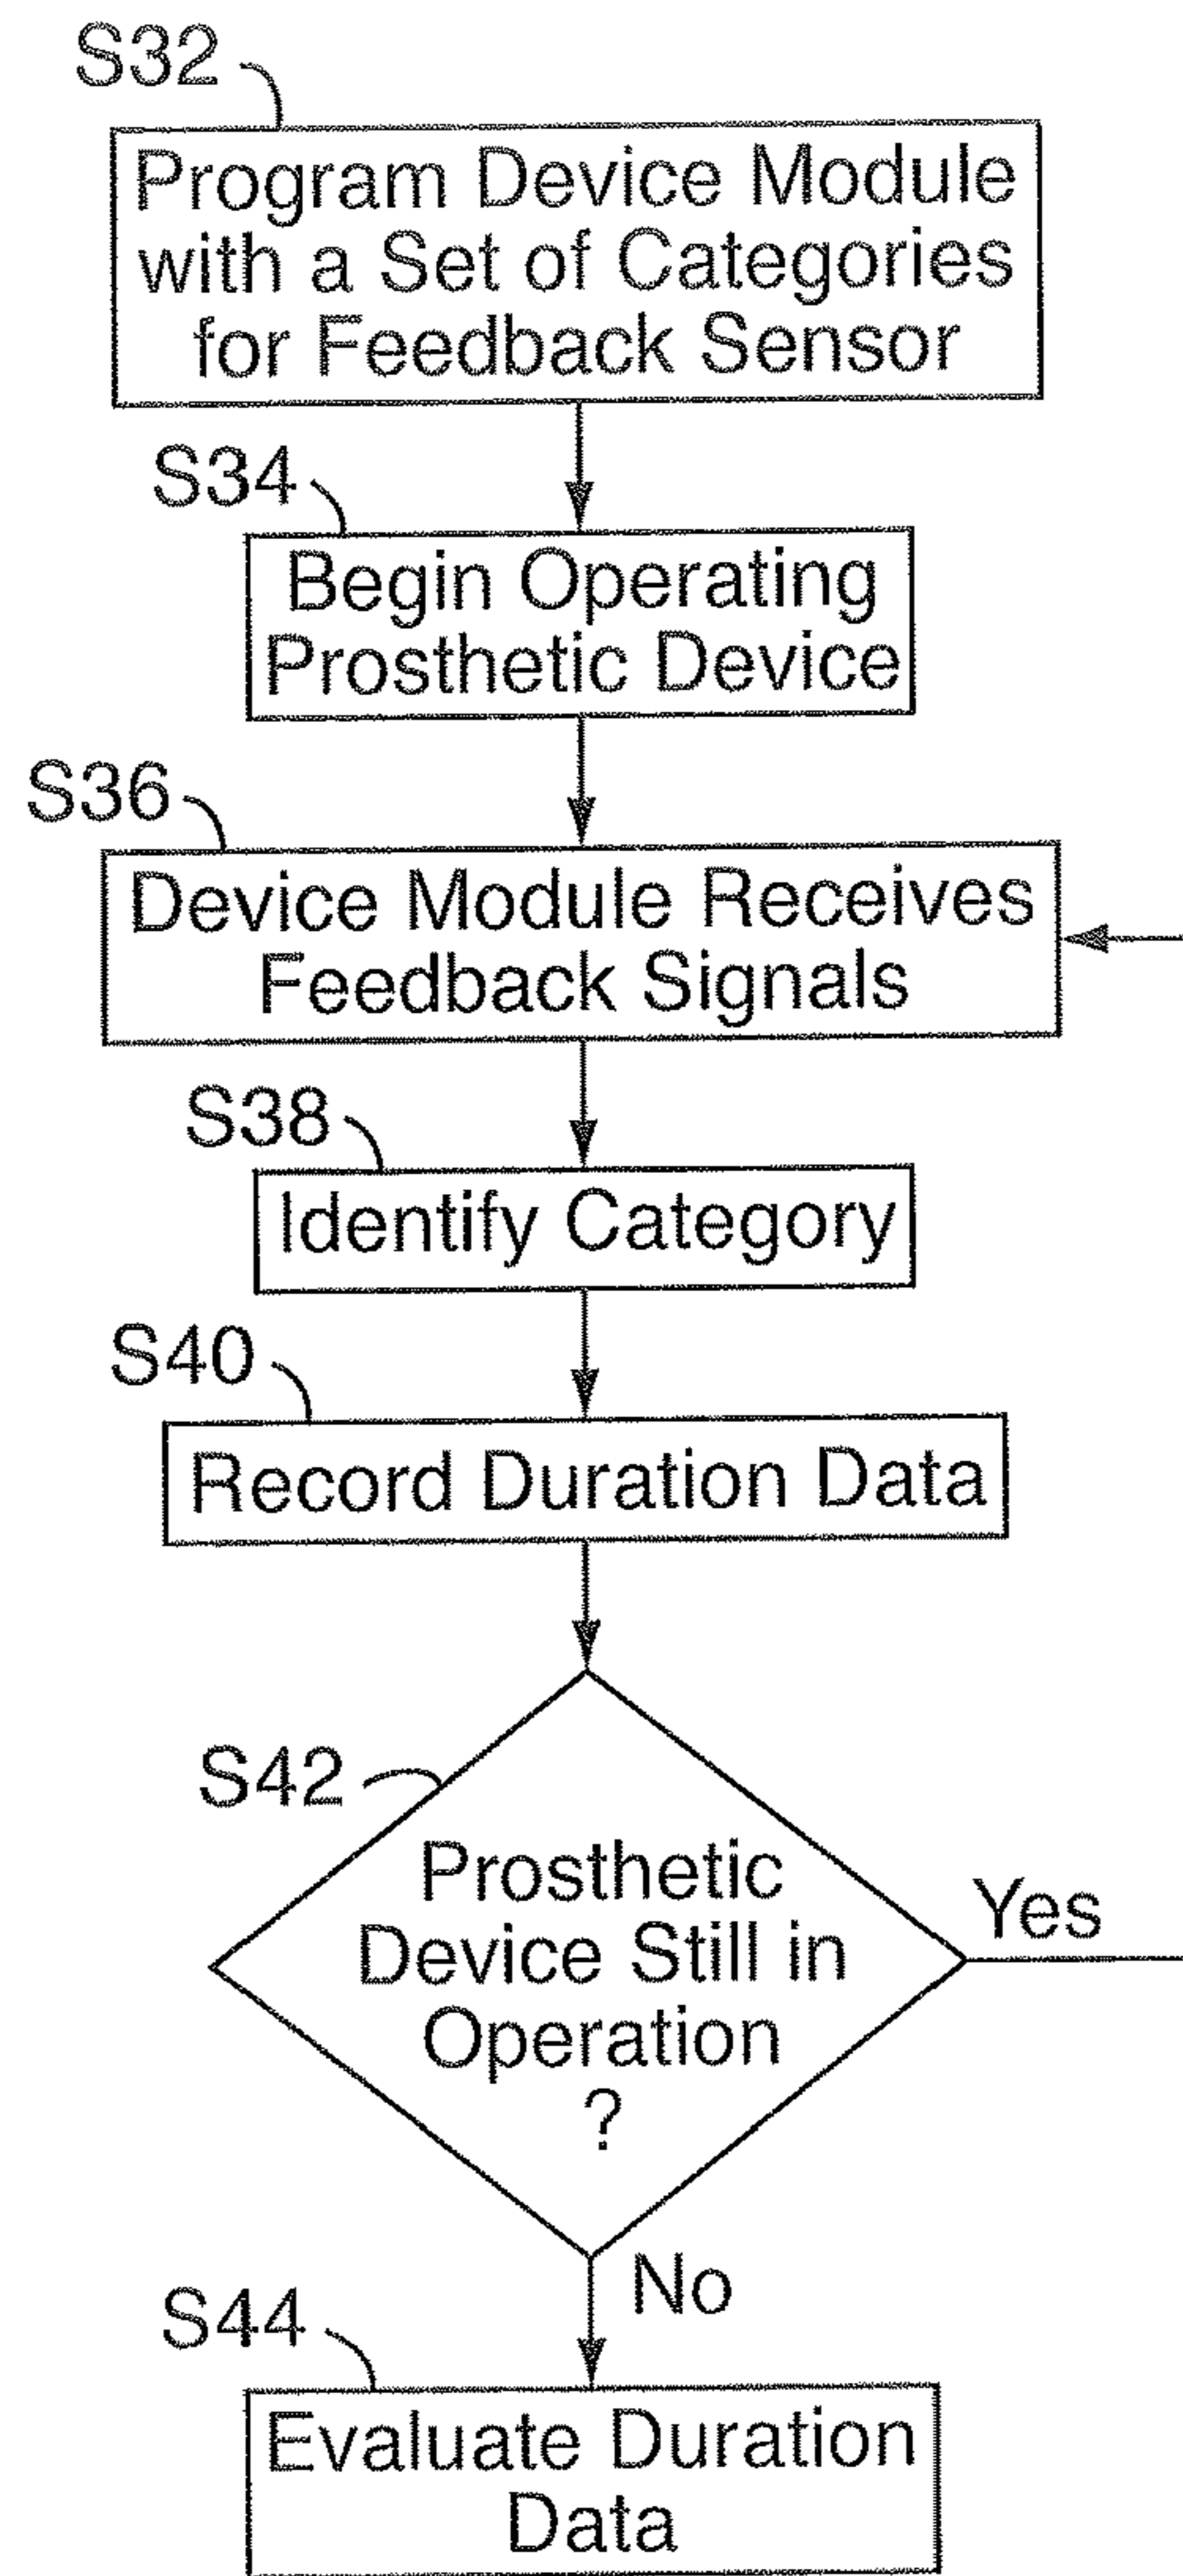 S32
Program Device Module
with a Set of Categories
for Feedback Sensor
S34
Begin Operating
Prosthetic Device
S36
Device Module Receives
Feedback Signals
S38
Identify Category
S40
Record Duration Data
S42
Prosthetic
Device Still in
Operation
?
Yes
No
S44
Evaluate Duration
Data